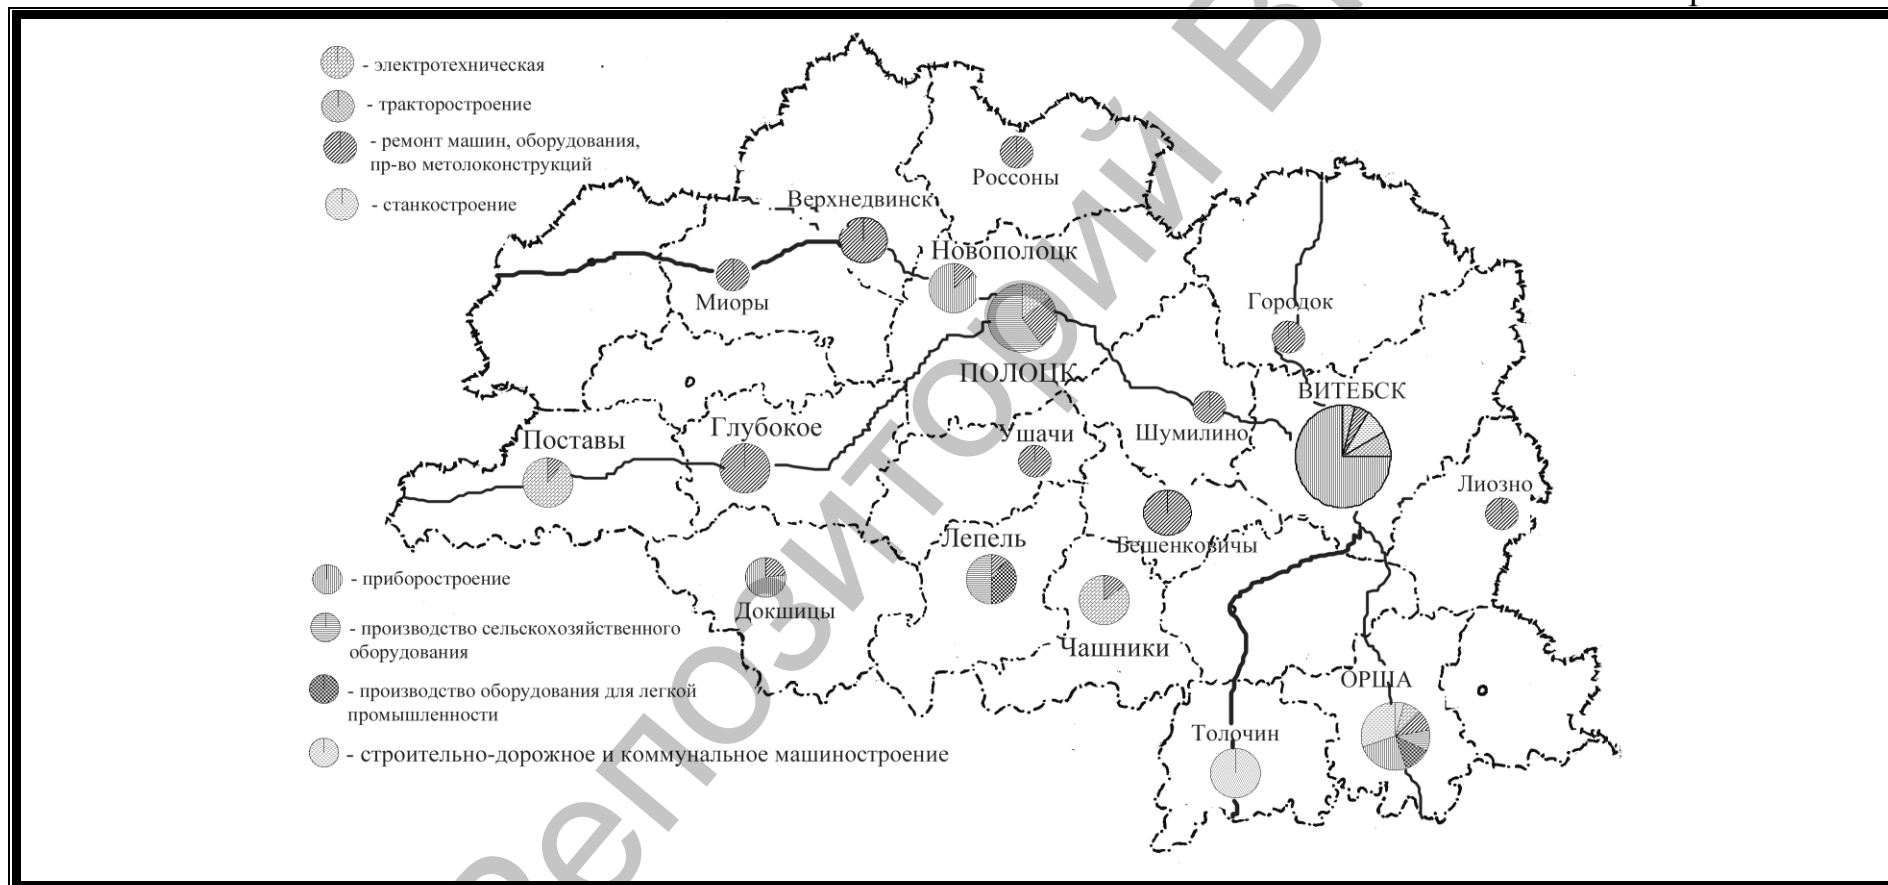 - электротехническая
- тракторостроение
- ремонт машин, оборудования,
пр-во метолоконструкций
- станкостроение
Россоны
Верхнедвинск
Новополоцк
Миоры
Городок
ПОЛОЦК
ВИТЕБСК
Поставы
Глубокое
Ушачи
Шумилино
Лиозно
Лепель
Бешенковичы
- приборостроение
Докшицы
- производство сельскохозяйственного
оборудования
Чашники
- производство оборудования для легкой
промышленности
ОРША
Толочин
- строительно-дорожное и коммунальное машиностроение
Репозиторий